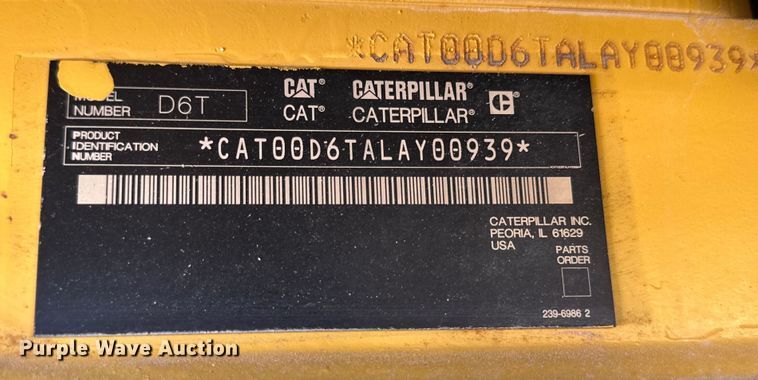 *CAT00D6TALAY00939*
MODEL NUMBER D6T
CAT® CATERPILLAR®
CAT® CATERPILLAR®
PRODUCT IDENTIFICATION NUMBER *CAT00D6TALAY00939*
CATERPILLAR INC.
PEORIA, IL 61629
USA
PARTS ORDER
239-6986 2
Purple Wave Auction